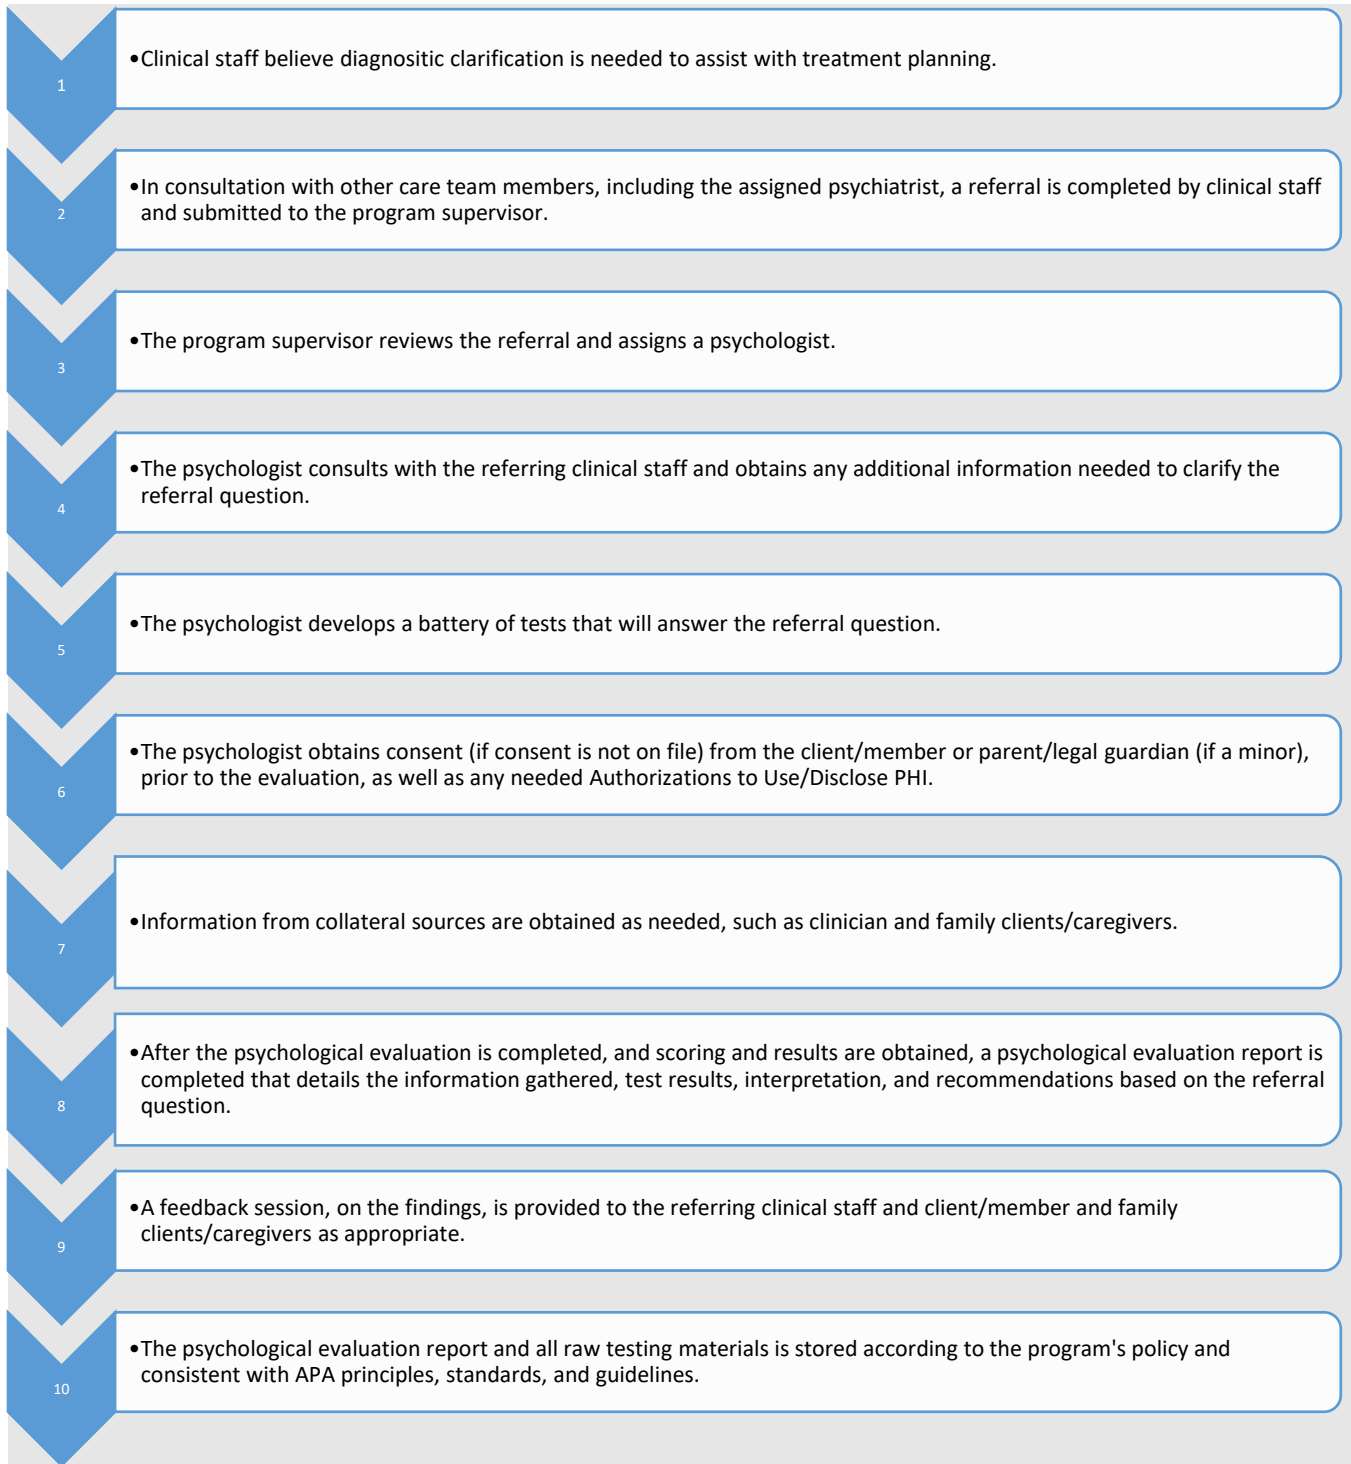 1
•Clinical staff believe diagnositic clarification is needed to assist with treatment planning.
2
•In consultation with other care team members, including the assigned psychiatrist, a referral is completed by clinical staff
and submitted to the program supervisor.
3
•The program supervisor reviews the referral and assigns a psychologist.
4
•The psychologist consults with the referring clinical staff and obtains any additional information needed to clarify the
referral question.
5
•The psychologist develops a battery of tests that will answer the referral question.
6
•The psychologist obtains consent (if consent is not on file) from the client/member or parent/legal guardian (if a minor),
prior to the evaluation, as well as any needed Authorizations to Use/Disclose PHI.
7
•Information from collateral sources are obtained as needed, such as clinician and family clients/caregivers.
8
•After the psychological evaluation is completed, and scoring and results are obtained, a psychological evaluation report is
completed that details the information gathered, test results, interpretation, and recommendations based on the referral
question.
9
•A feedback session, on the findings, is provided to the referring clinical staff and client/member and family
clients/caregivers as appropriate.
10
•The psychological evaluation report and all raw testing materials is stored according to the program's policy and
consistent with APA principles, standards, and guidelines.